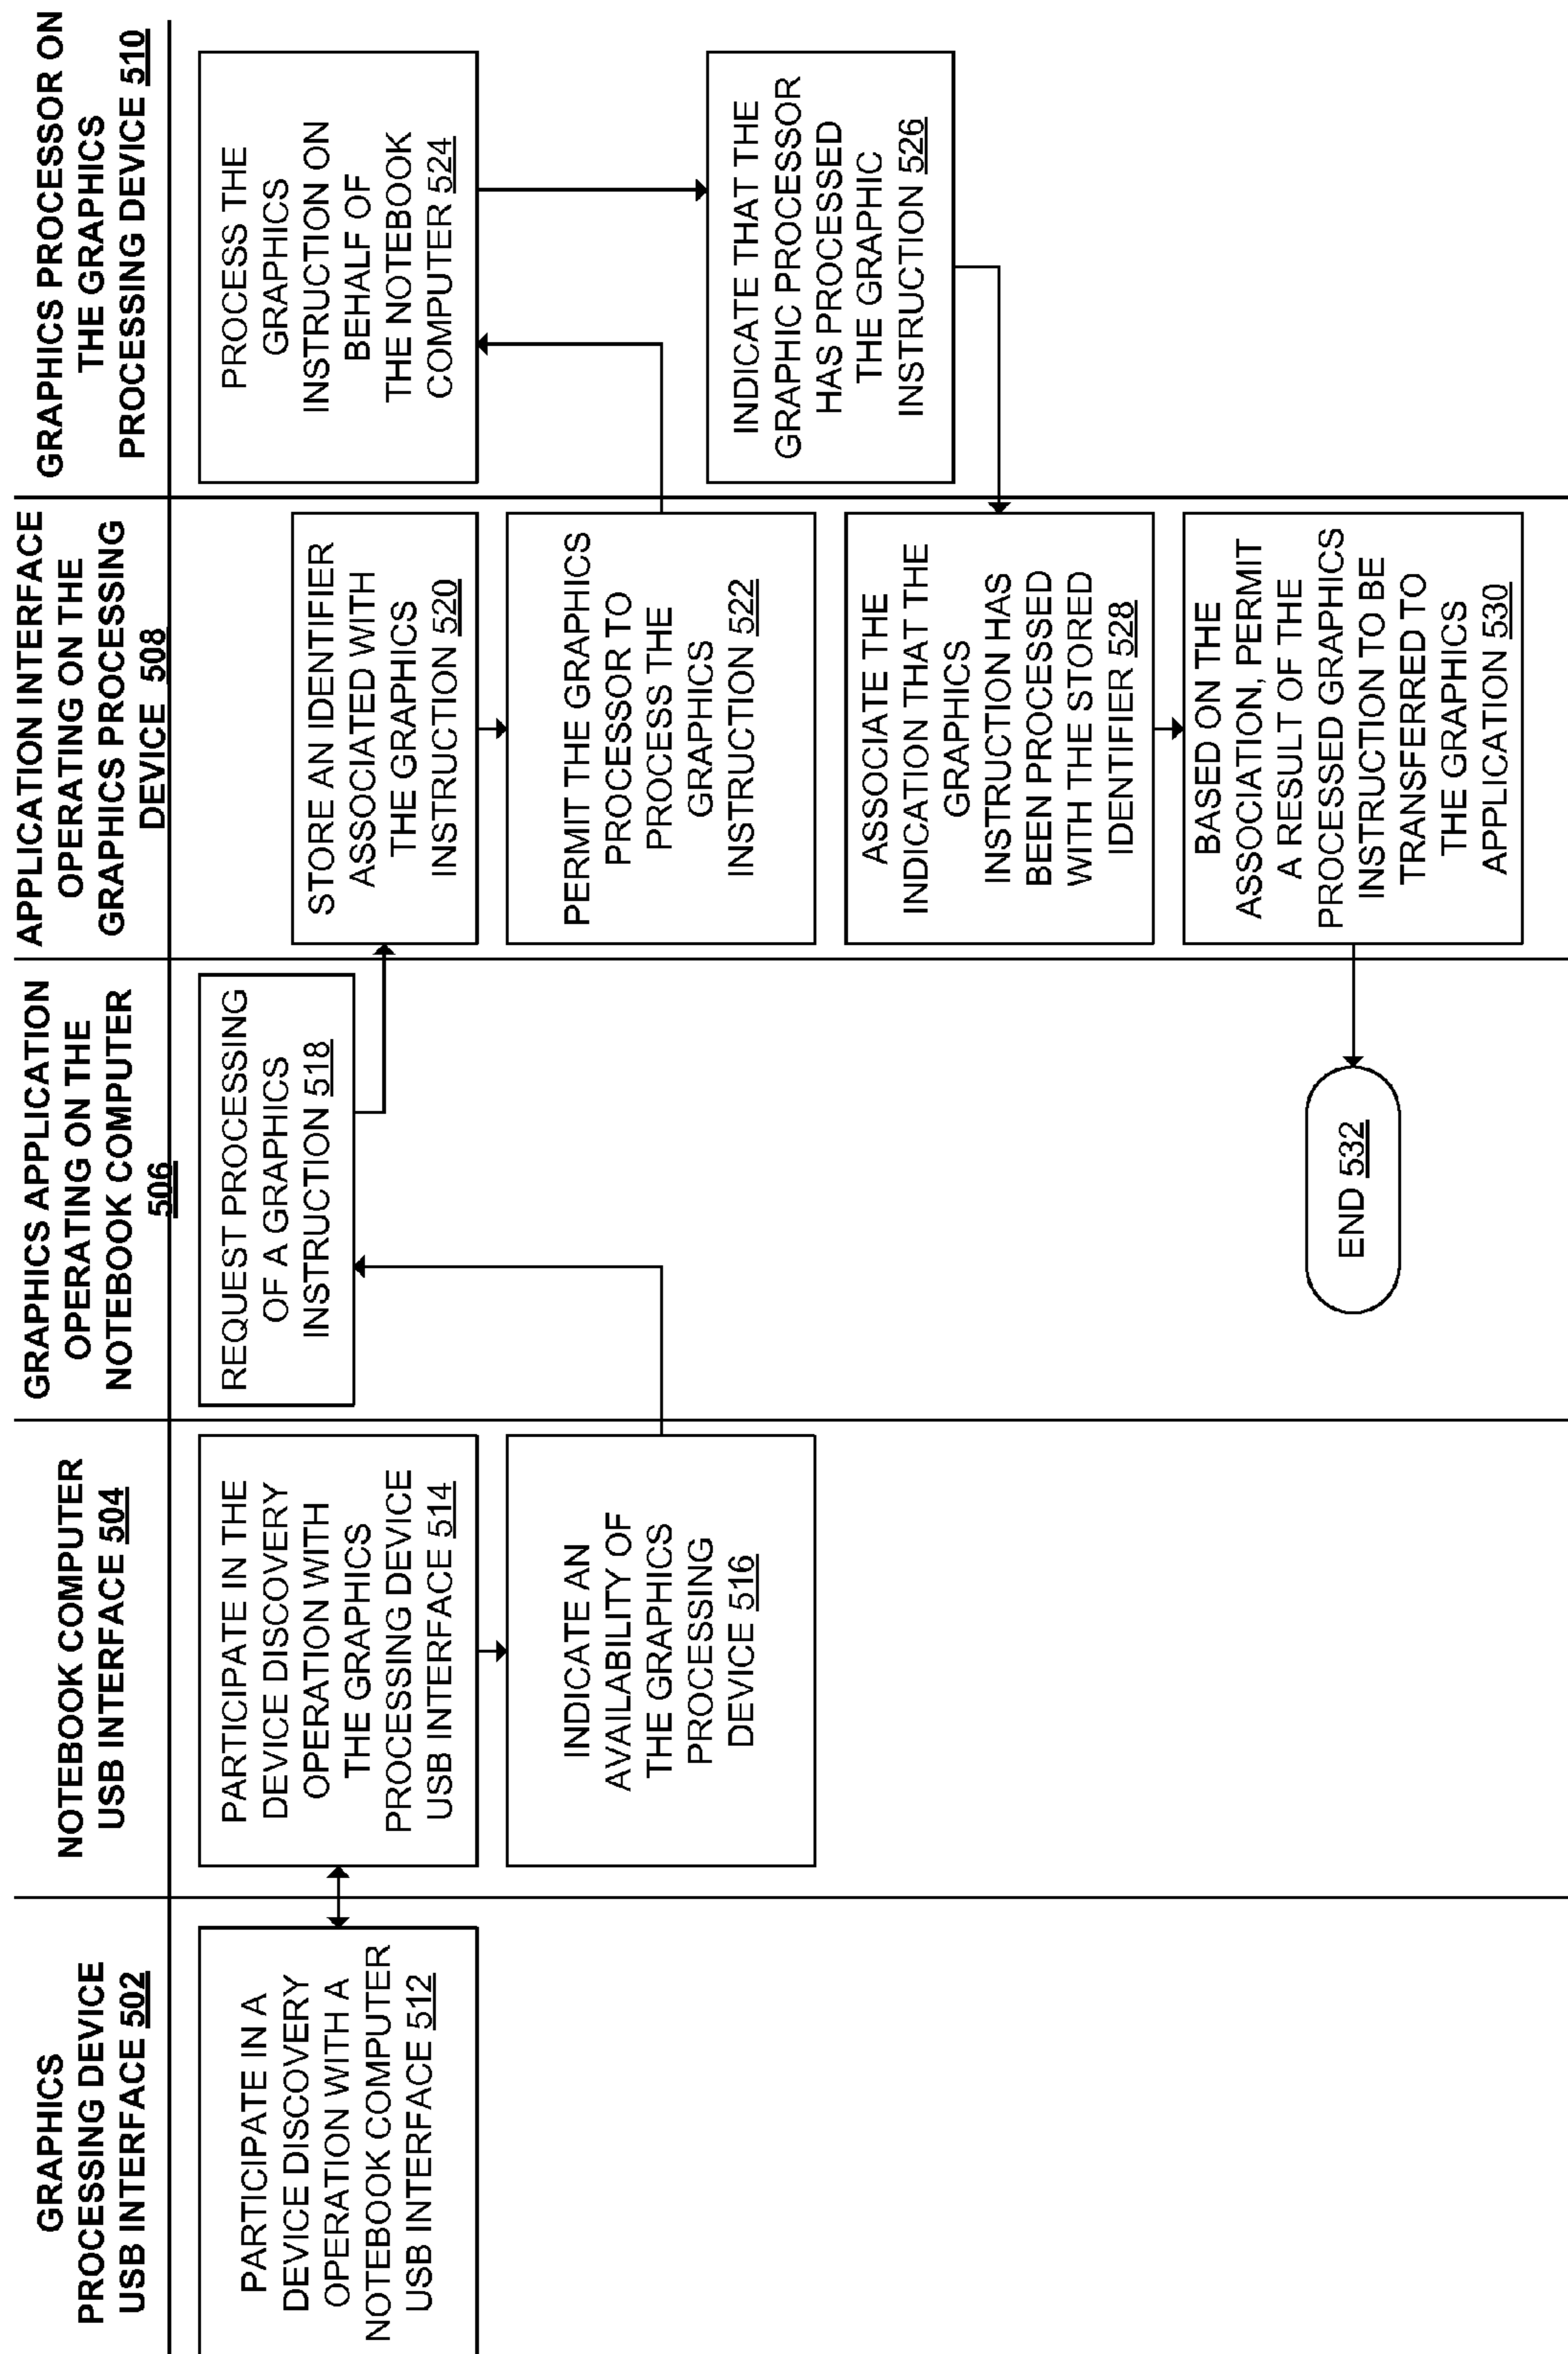 GRAPHICS
PROCESSING DEVICE
USB INTERFACE 502
NOTEBOOK COMPUTER
USB INTERFACE 504
GRAPHICS APPLICATION
OPERATING ON THE
NOTEBOOK COMPUTER
506
APPLICATION INTERFACE
OPERATING ON THE
GRAPHICS PROCESSING
DEVICE 508
GRAPHICS PROCESSOR ON
THE GRAPHICS
PROCESSING DEVICE 510
PARTICIPATE IN A
DEVICE DISCOVERY
OPERATION WITH A
NOTEBOOK COMPUTER
USB INTERFACE 512
PARTICIPATE IN THE
DEVICE DISCOVERY
OPERATION WITH
THE GRAPHICS
PROCESSING DEVICE
USB INTERFACE 514
INDICATE AN
AVAILABILITY OF
THE GRAPHICS
PROCESSING
DEVICE 516
REQUEST PROCESSING
OF A GRAPHICS
INSTRUCTION 518
STORE AN IDENTIFIER
ASSOCIATED WITH
THE GRAPHICS
INSTRUCTION 520
PERMIT THE GRAPHICS
PROCESSOR TO
PROCESS THE
GRAPHICS
INSTRUCTION 522
PROCESS THE
GRAPHICS
INSTRUCTION ON
BEHALF OF
THE NOTEBOOK
COMPUTER 524
INDICATE THAT THE
GRAPHIC PROCESSOR
HAS PROCESSED
THE GRAPHIC
INSTRUCTION 526
ASSOCIATE THE
INDICATION THAT THE
GRAPHICS
INSTRUCTION HAS
BEEN PROCESSED
WITH THE STORED
IDENTIFIER 528
BASED ON THE
ASSOCIATION, PERMIT
A RESULT OF THE
PROCESSED GRAPHICS
INSTRUCTION TO BE
TRANSFERRED TO
THE GRAPHICS
APPLICATION 530
END 532